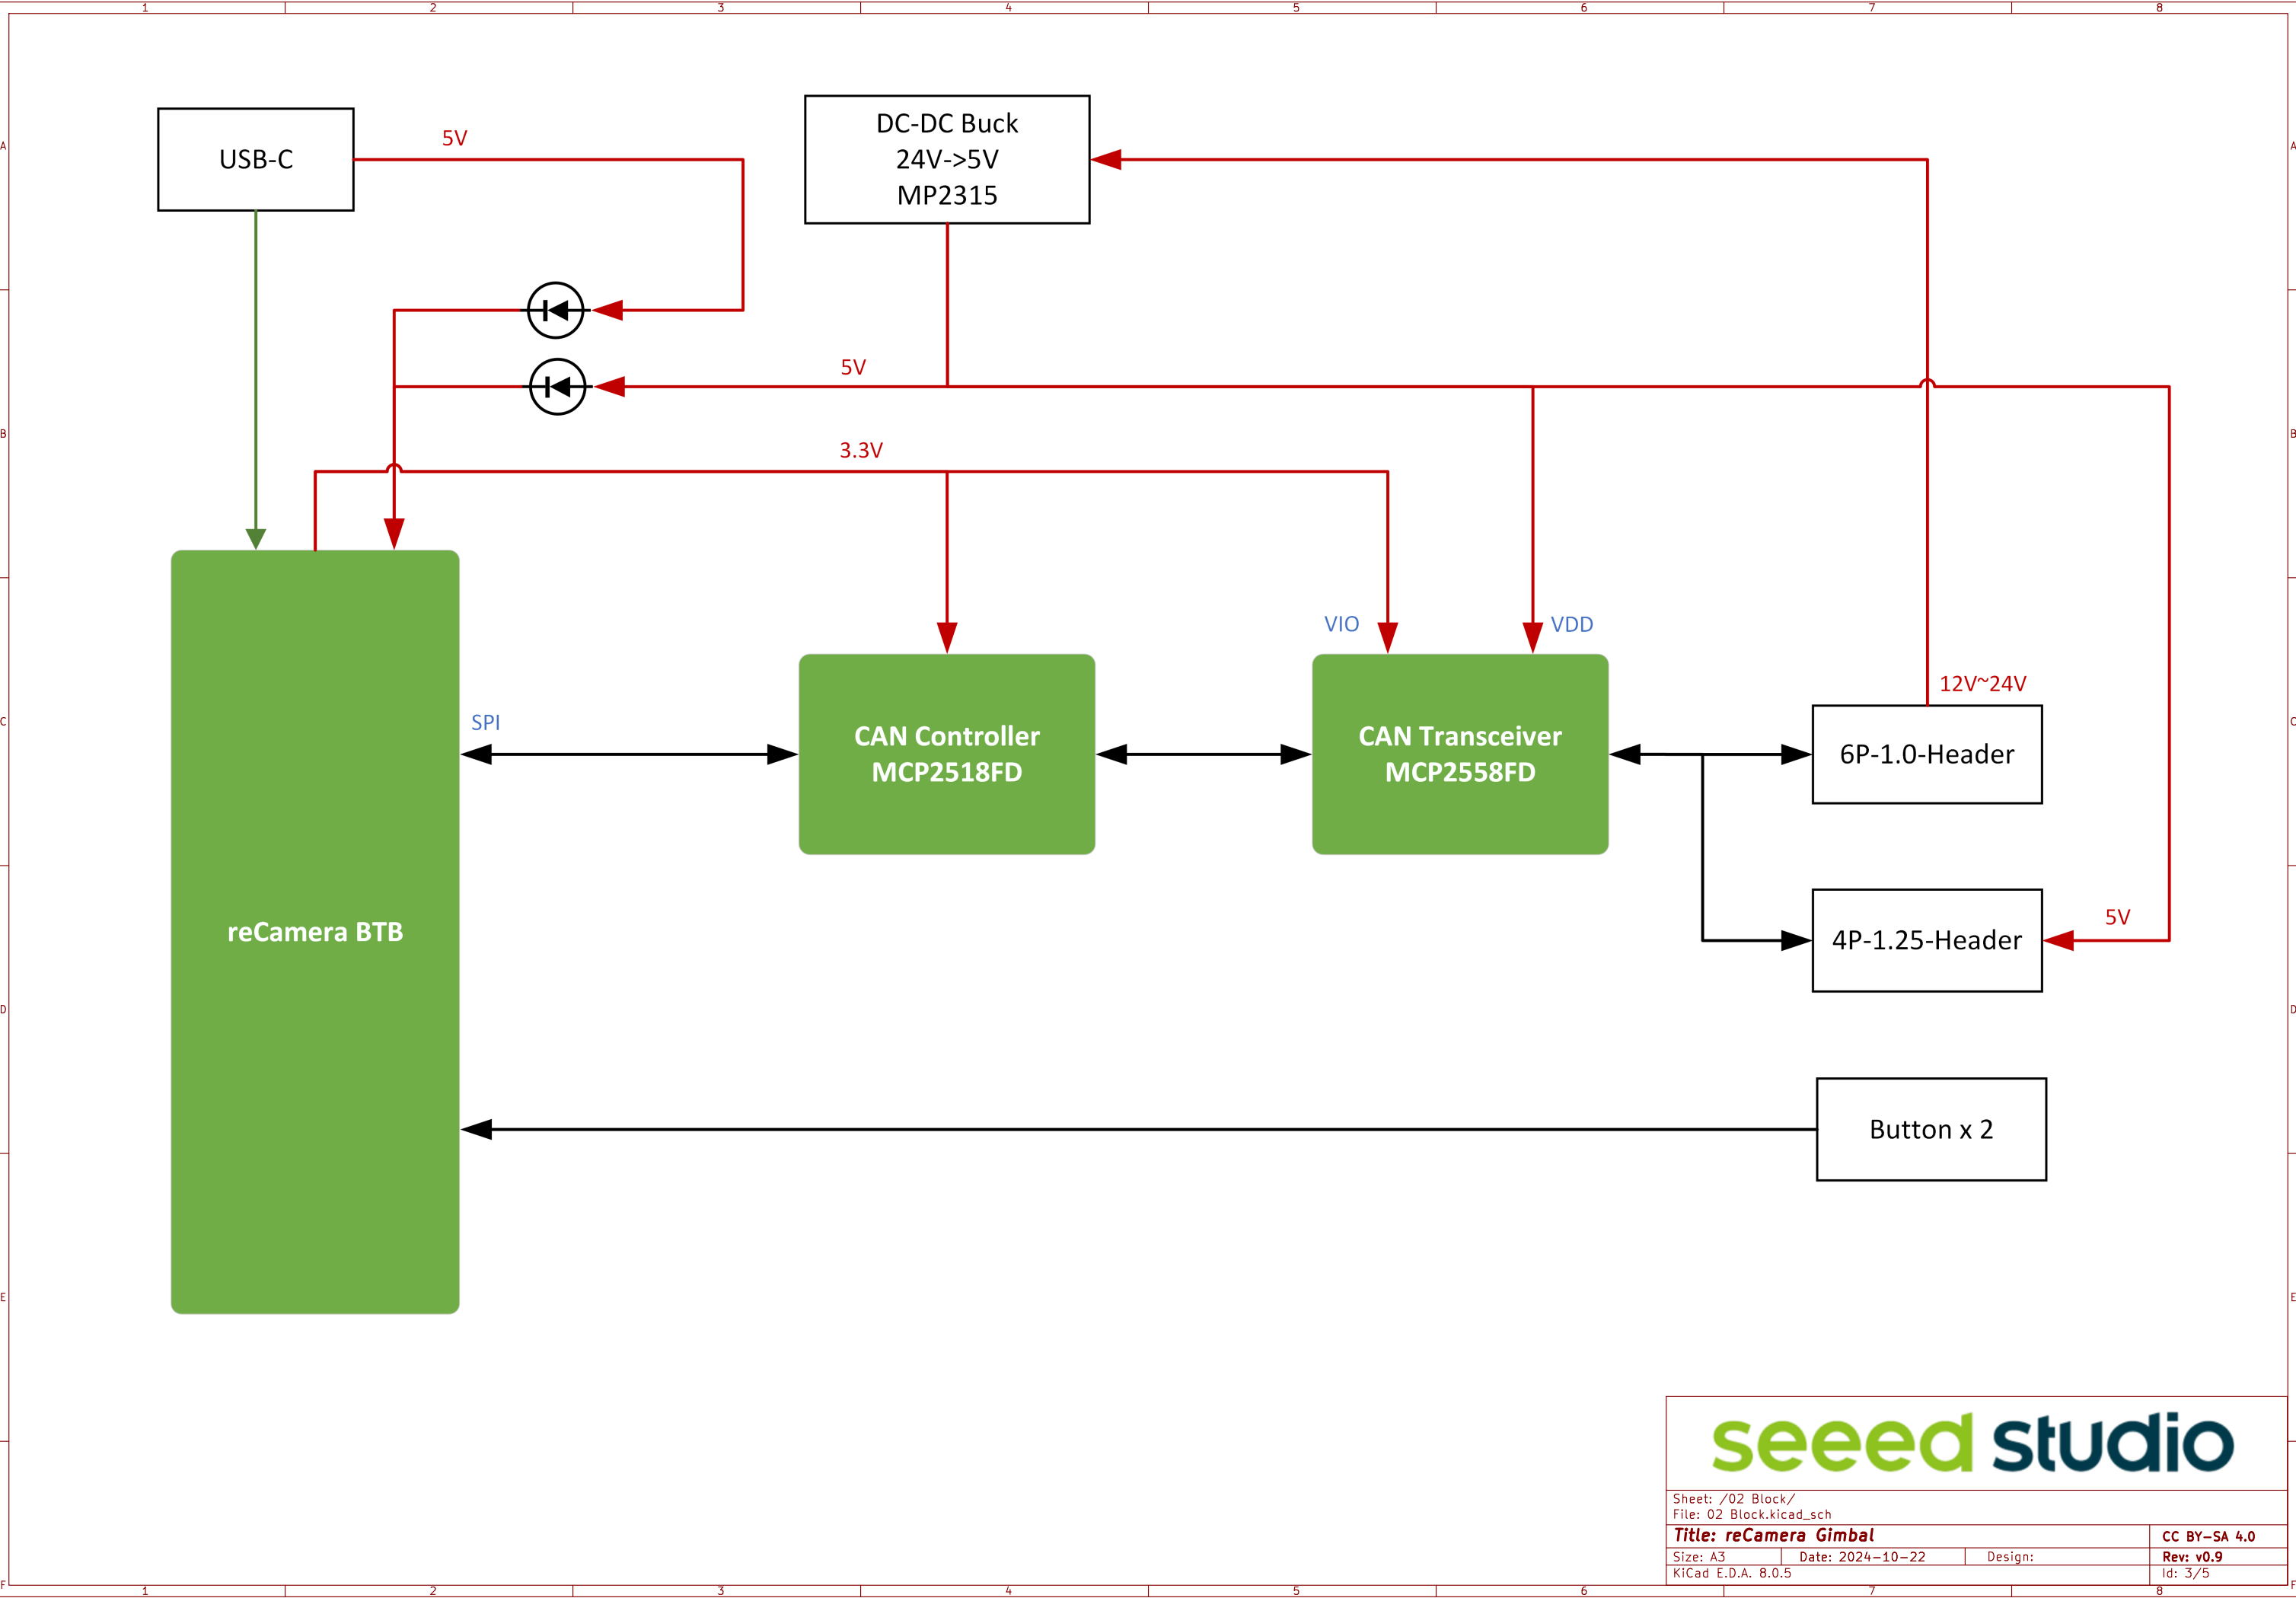 1 2 3 4 5 6 7 8
A
A
USB-C
5V
DC-DC Buck
24V->5V
MP2315
5V
B
B
3.3V
VIO
VDD
12V~24V
C
C
SPI
CAN Controller
MCP2518FD
CAN Transceiver
MCP2558FD
6P-1.0-Header
reCamera BTB
4P-1.25-Header
5V
D
D
Button x 2
E
E
seeed studio
Sheet: /02 Block/
File: 02 Block.kicad_sch
Title: reCamera Gimbal
CC BY-SA 4.0
Size: A3
Date: 2024-10-22
Design:
Rev: v0.9
KiCad E.D.A. 8.0.5
Id: 3/5
F
F
1 2 3 4 5 6 7 8